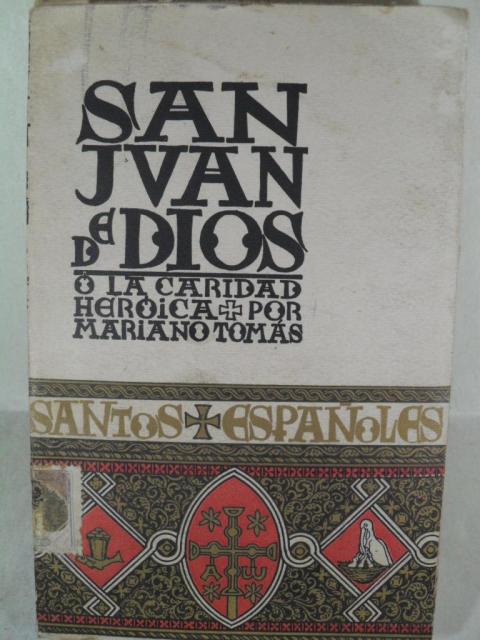 SAN
JVAN
DE DIOS
Ó LA CARIDAD
HERÓICA ✠ POR
MARIANO TOMÁS
SANTOS ✠ ESPAÑOLES
A Ω